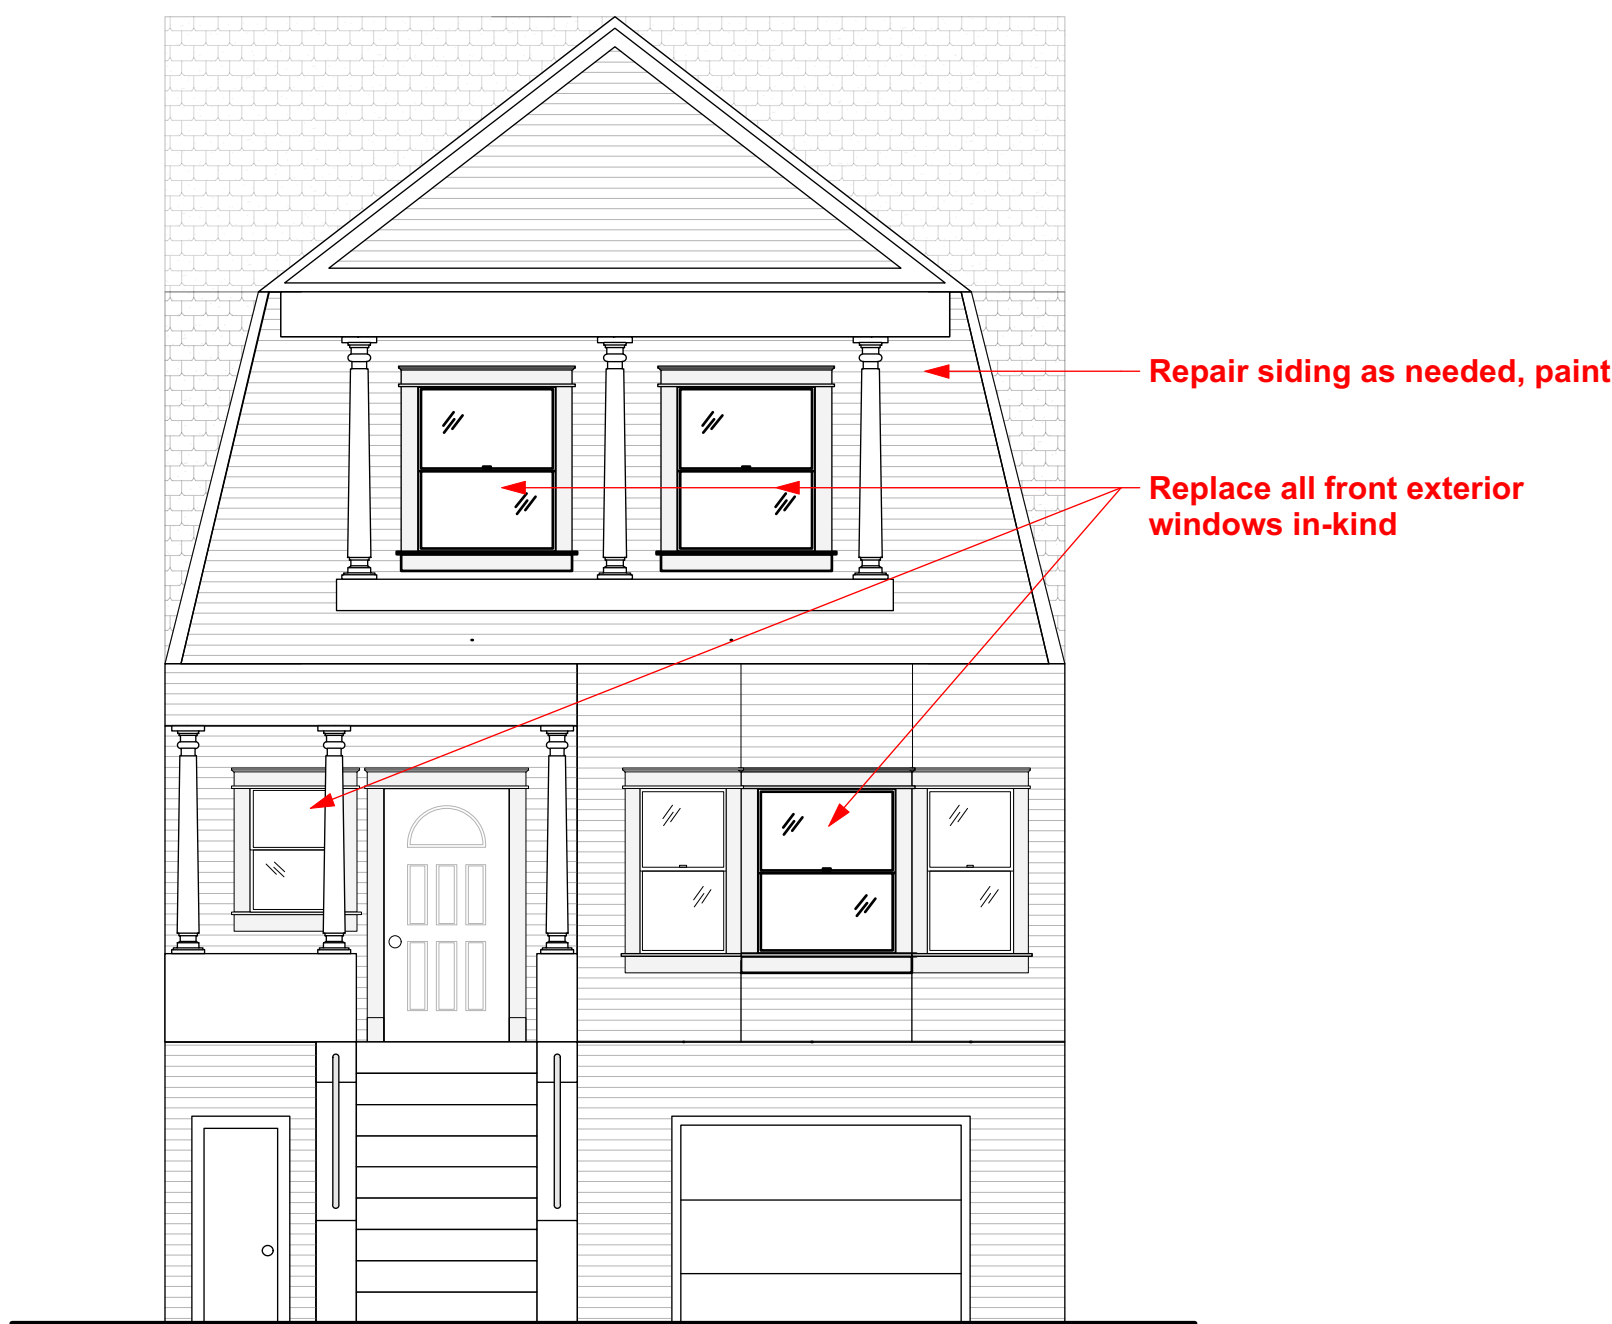 Repair siding as needed, paint
Replace all front exterior
windows in-kind